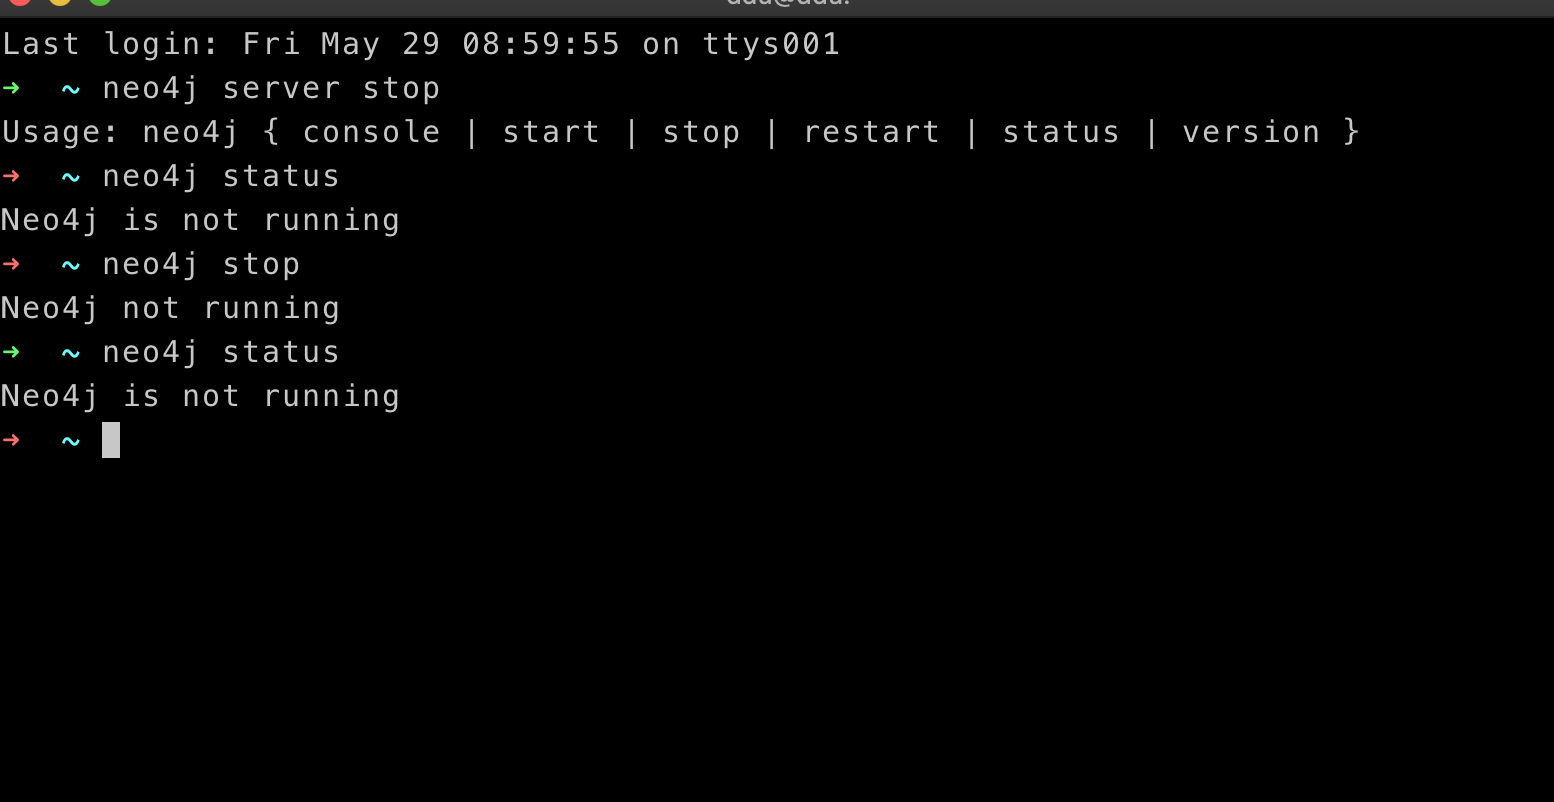 Last login: Fri May 29 08:59:55 on ttys001
➜  ~ neo4j server stop
Usage: neo4j { console | start | stop | restart | status | version }
➜  ~ neo4j status
Neo4j is not running
➜  ~ neo4j stop
Neo4j not running
➜  ~ neo4j status
Neo4j is not running
➜  ~